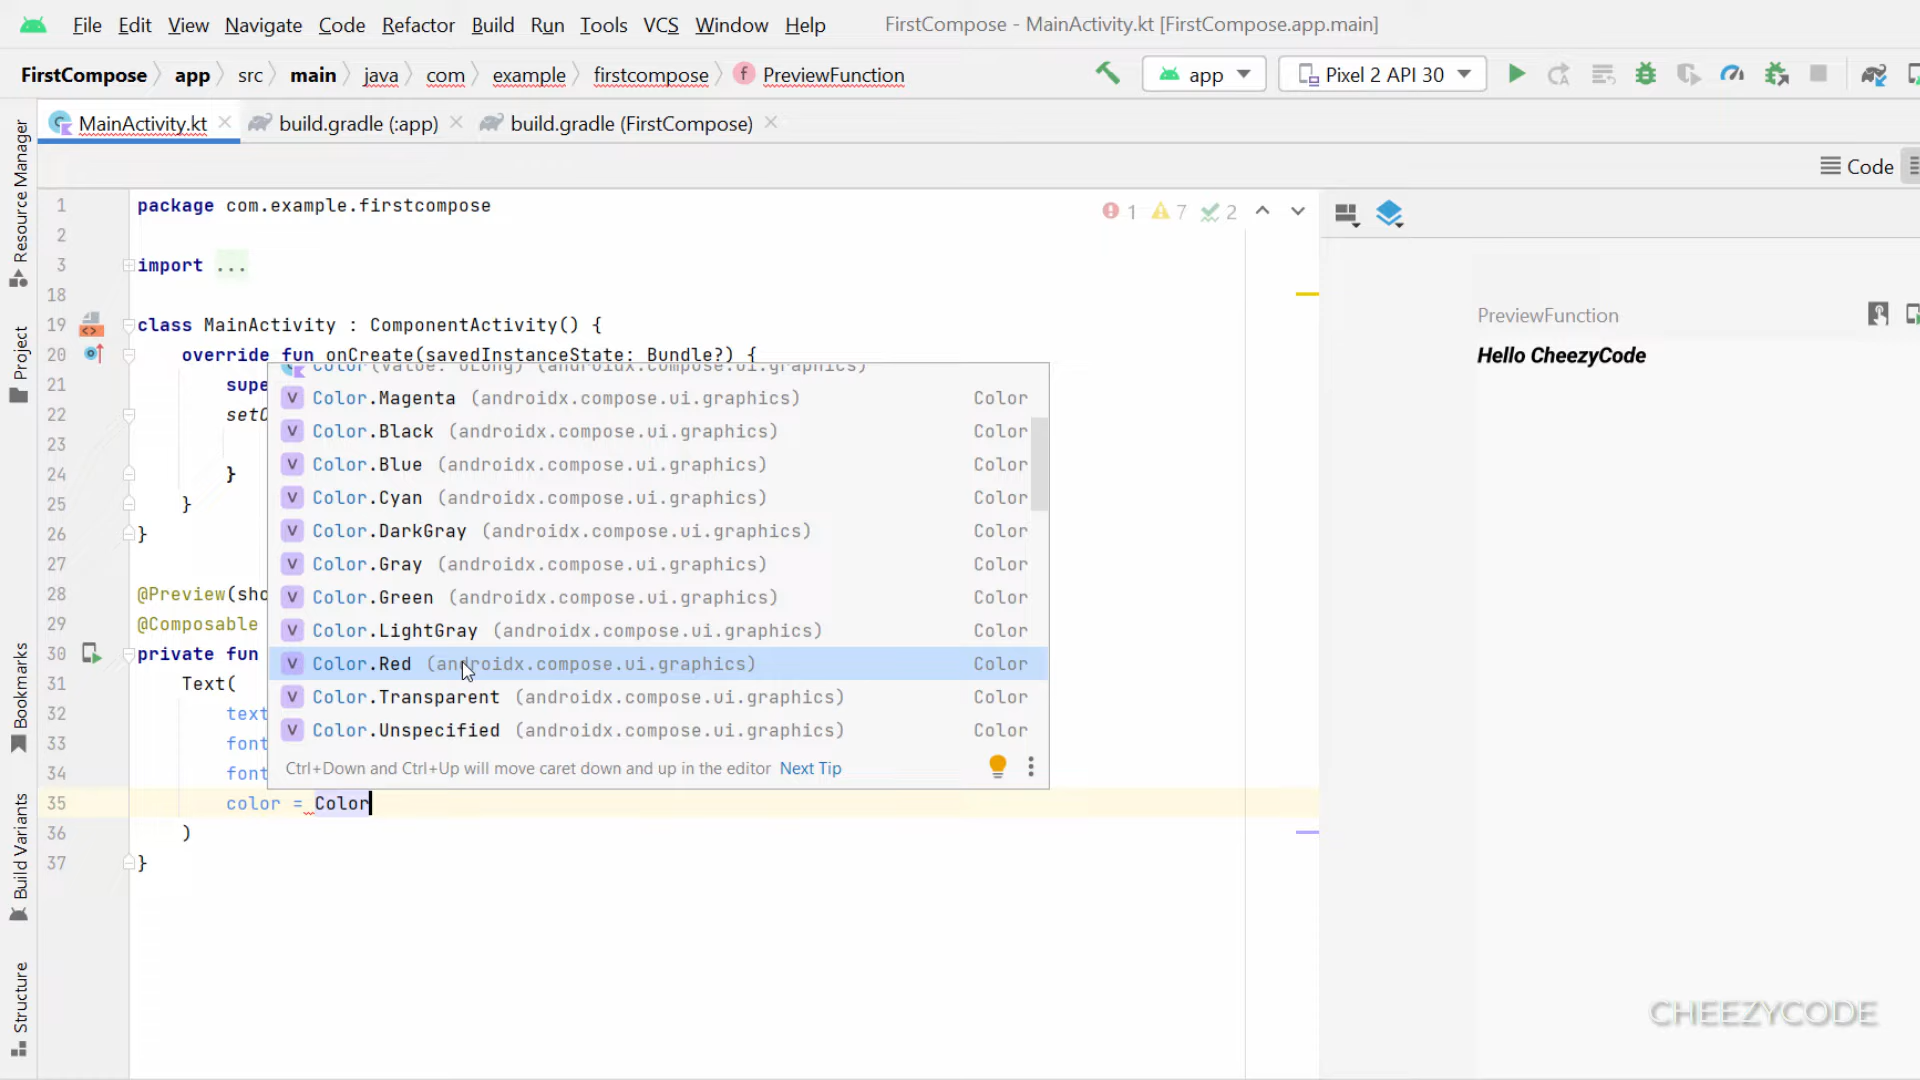 File Edit View Navigate Code Refactor Build Run Tools VCS Window Help FirstCompose - MainActivity.kt [FirstCompose.app.main]
FirstCompose app src main java com example firstcompose f PreviewFunction app Pixel 2 API 30
MainActivity.kt build.gradle (:app) build.gradle (FirstCompose)
Code
Resource Manager
Project
Bookmarks
Build Variants
Structure
1 package com.example.firstcompose
1 7 2
2
3 import ...
18
19 class MainActivity : ComponentActivity() {
20 override fun onCreate(savedInstanceState: Bundle?) {
21 supe
22 setC
23
24 }
25 }
26 }
27
28 @Preview(sho
29 @Composable
30 private fun
31 Text(
32 text
33 font
34 font
35 color = Color
36 )
37 }
Color(value: ULong) (androidx.compose.ui.graphics)
V Color.Magenta (androidx.compose.ui.graphics) Color
V Color.Black (androidx.compose.ui.graphics) Color
V Color.Blue (androidx.compose.ui.graphics) Color
V Color.Cyan (androidx.compose.ui.graphics) Color
V Color.DarkGray (androidx.compose.ui.graphics) Color
V Color.Gray (androidx.compose.ui.graphics) Color
V Color.Green (androidx.compose.ui.graphics) Color
V Color.LightGray (androidx.compose.ui.graphics) Color
V Color.Red (androidx.compose.ui.graphics) Color
V Color.Transparent (androidx.compose.ui.graphics) Color
V Color.Unspecified (androidx.compose.ui.graphics) Color
Ctrl+Down and Ctrl+Up will move caret down and up in the editor Next Tip
PreviewFunction
Hello CheezyCode
CHEEZYCODE